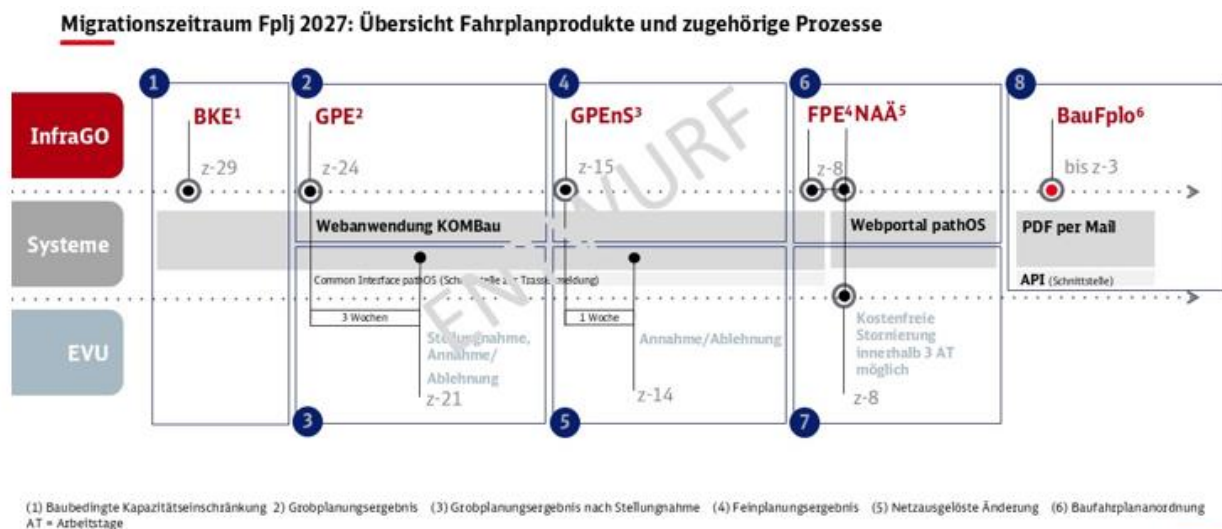 Migrationszeitraum Fplj 2027: Übersicht Fahrplanprodukte und zugehörige Prozesse
1
2
4
6
8
InfraGO
BKE¹
GPE²
GPEnS³
FPE⁴NAÄ⁵
BauFplo⁶
z-29
z-24
z-15
z-8
bis z-3
Systeme
Webanwendung KOMBau
Webportal pathOS
PDF per Mail
Common Interface pathOS (Schnittstelle zur Trassenanmeldung)
API (Schnittstelle)
ENTWURF
EVU
3 Wochen
Stellungnahme,
Annahme/
Ablehnung
z-21
1 Woche
Annahme/Ablehnung
z-14
Kostenfreie
Stornierung
innerhalb 3 AT
möglich
z-8
3
5
7
(1) Baubedingte Kapazitätseinschränkung 2) Grobplanungsergebnis (3) Grobplanungsergebnis nach Stellungnahme (4) Feinplanungsergebnis (5) Netzausgelöste Änderung (6) Baufahrplananordnung
AT = Arbeitstage